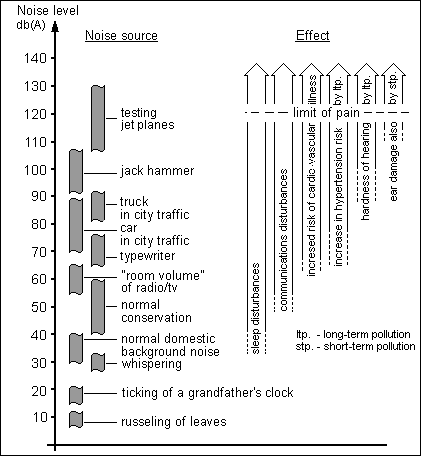 Noise level
db(A)
Noise source
Effect
140
130
120
110
100
90
80
70
60
50
40
30
20
10
testing
jet planes
jack hammer
truck
in city traffic
car
in city traffic
typewriter
"room volume"
of radio/tv
normal
conservation
normal domestic
background noise
whispering
ticking of a grandfather's clock
russeling of leaves
limit of pain
sleep disturbances
communications disturbances
incresed risk of cardio-vascular illness
increase in hypertension risk by ltp.
hardness of hearing by ltp.
ear damage also by stp.
ltp. - long-term pollution
stp. - short-term pollution